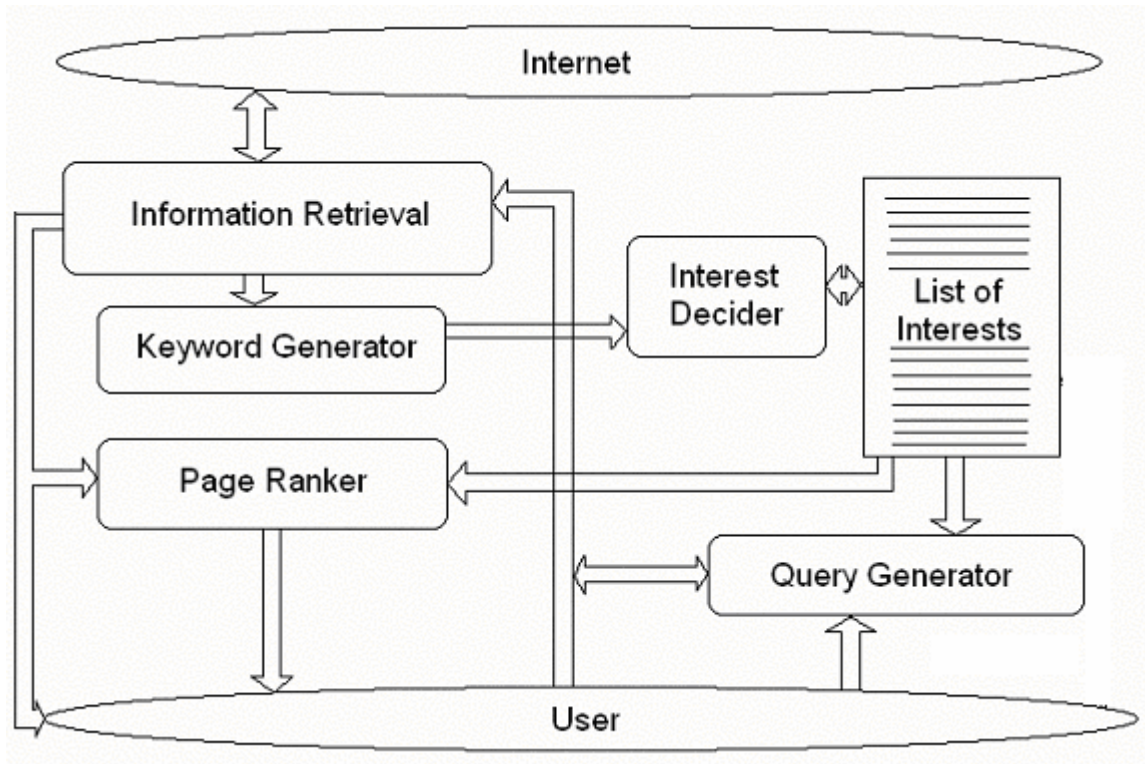 Internet
Information Retrieval
Interest
Decider
List of
Interests
Keyword Generator
Page Ranker
Query Generator
User